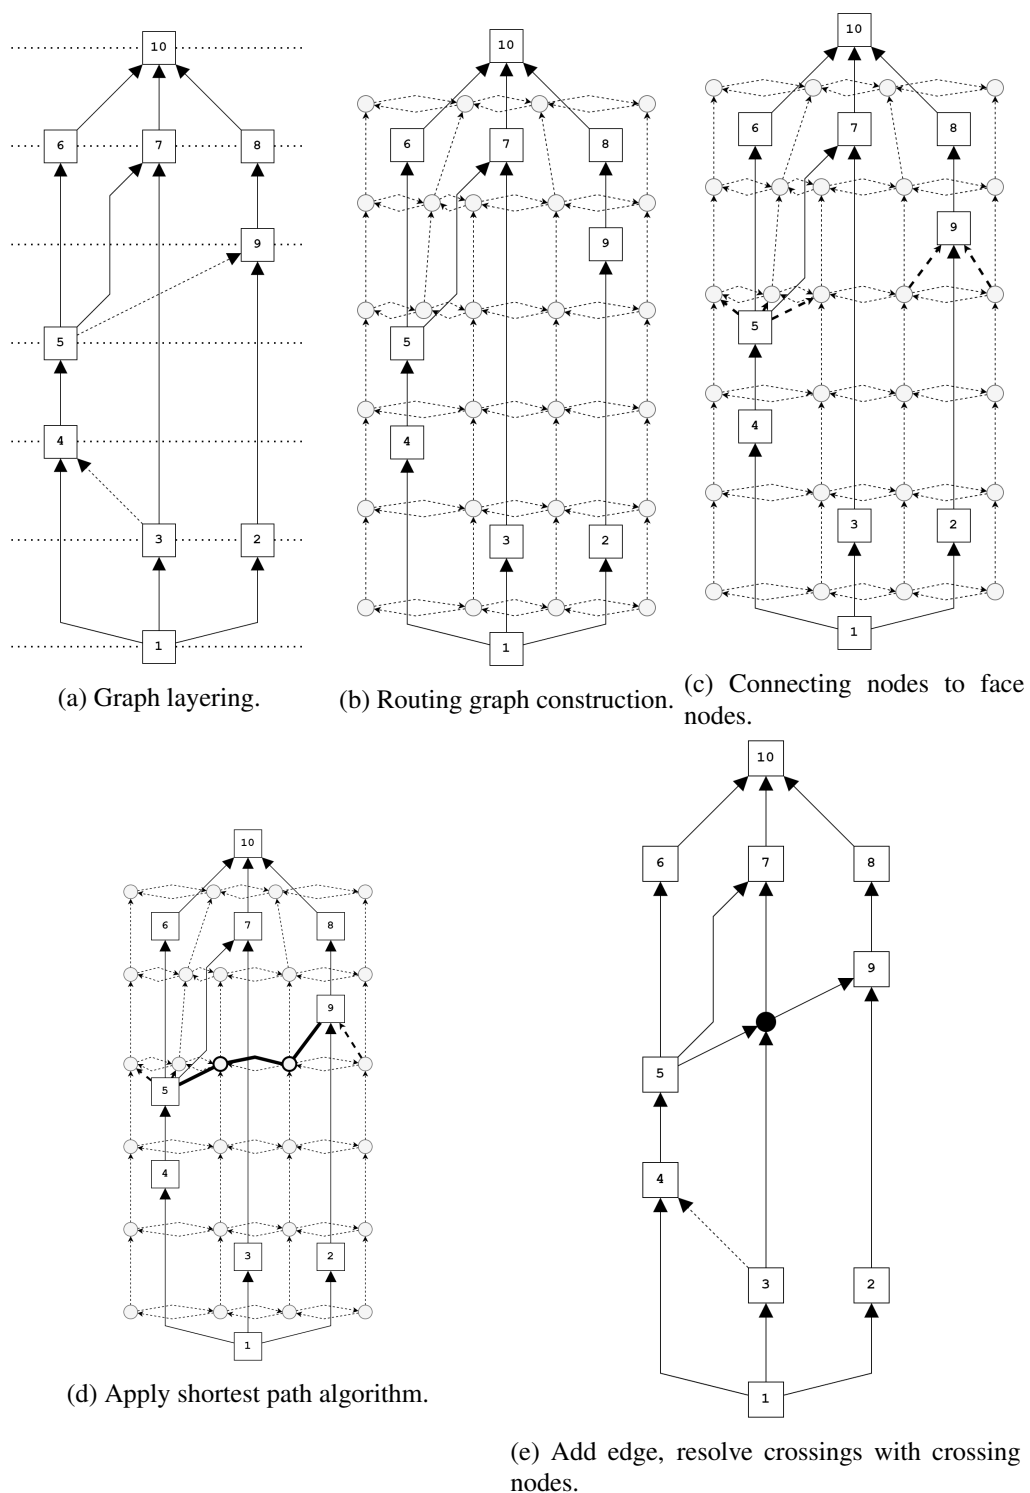 10
6 7 8
9
5
4
3 2
1
(a) Graph layering.
10
6 7 8
9
5
4
3 2
1
(b) Routing graph construction.
10
6 7 8
9
5
4
3 2
1
(c) Connecting nodes to face
nodes.
10
6 7 8
9
5
4
3 2
1
(d) Apply shortest path algorithm.
10
6 7 8
9
5
4
3 2
1
(e) Add edge, resolve crossings with crossing
nodes.